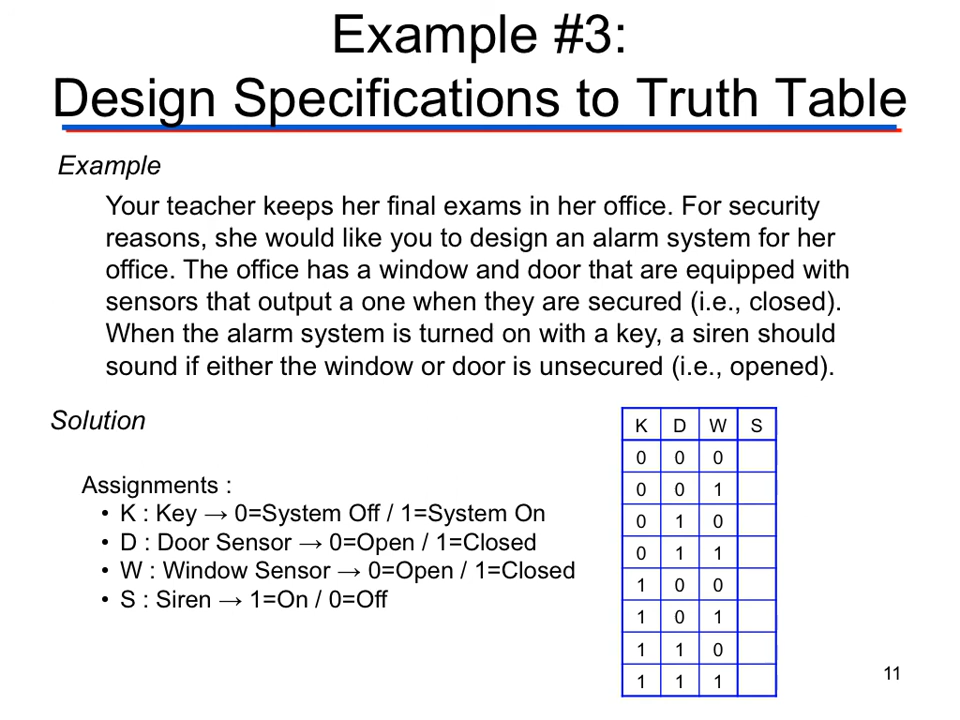 Example #3:
Design Specifications to Truth Table
Example
Your teacher keeps her final exams in her office. For security
reasons, she would like you to design an alarm system for her
office. The office has a window and door that are equipped with
sensors that output a one when they are secured (i.e., closed).
When the alarm system is turned on with a key, a siren should
sound if either the window or door is unsecured (i.e., opened).
Solution
Assignments :
• K : Key → 0=System Off / 1=System On
• D : Door Sensor → 0=Open / 1=Closed
• W : Window Sensor → 0=Open / 1=Closed
• S : Siren → 1=On / 0=Off
K D W S
0 0 0
0 0 1
0 1 0
0 1 1
1 0 0
1 0 1
1 1 0
1 1 1
11